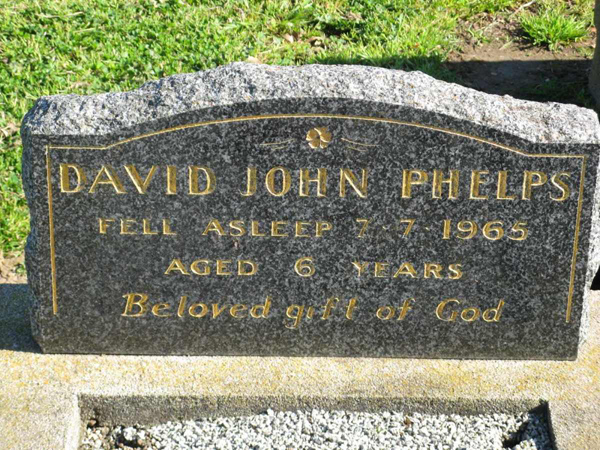 DAVID JOHN PHELPS
FELL ASLEEP 7-7-1965
AGED 6 YEARS
Beloved gift of God